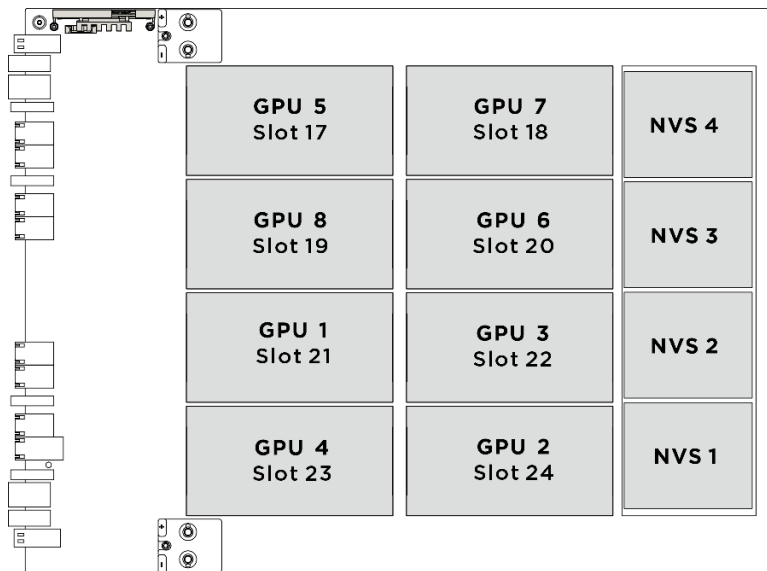 GPU 5
Slot 17
GPU 7
Slot 18
NVS 4
GPU 8
Slot 19
GPU 6
Slot 20
NVS 3
GPU 1
Slot 21
GPU 3
Slot 22
NVS 2
GPU 4
Slot 23
GPU 2
Slot 24
NVS 1